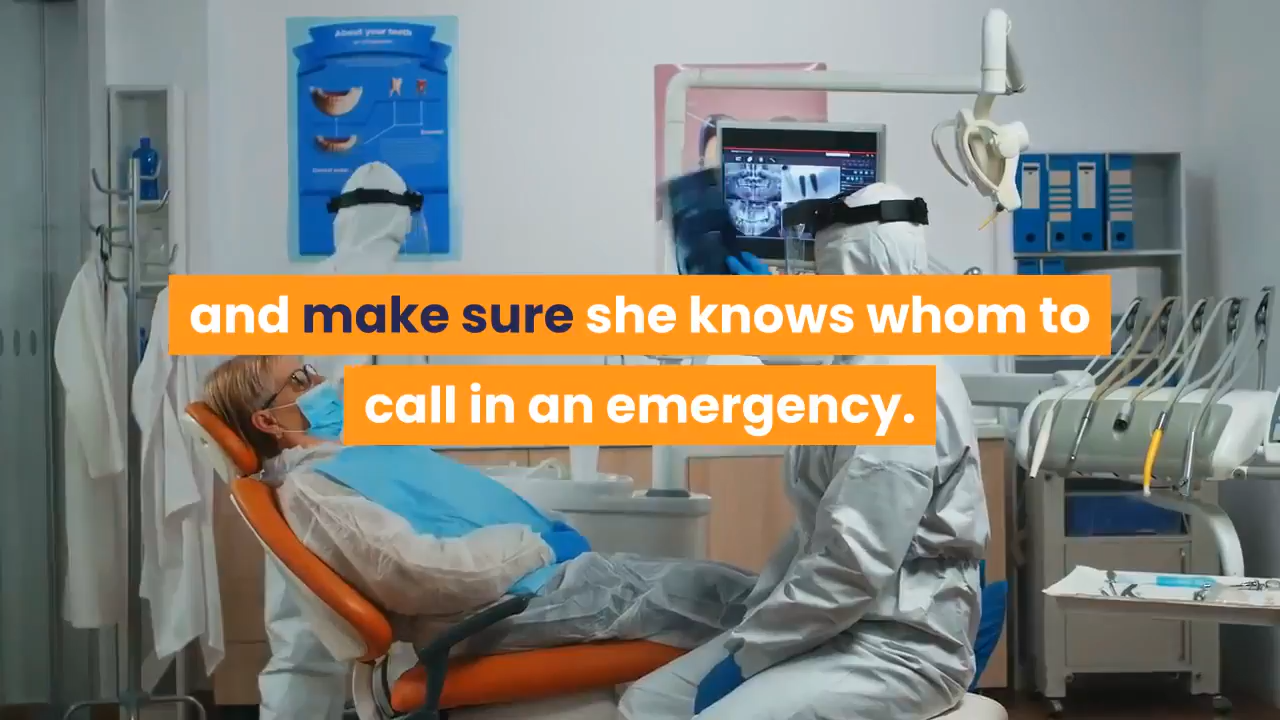 About your teeth
and make sure she knows whom to
call in an emergency.